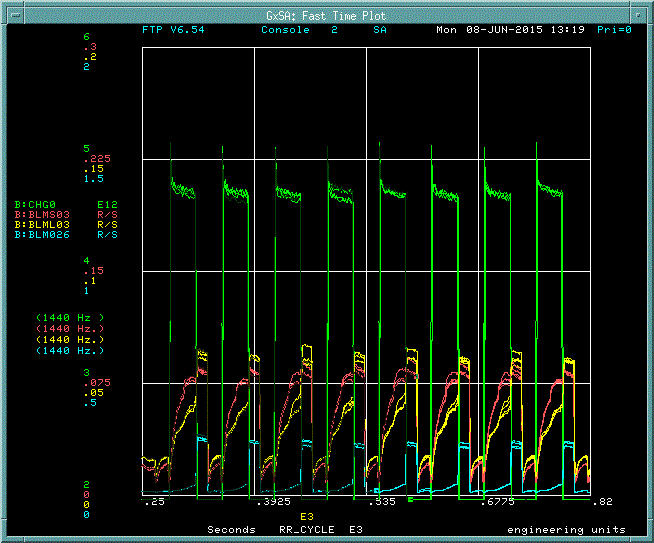 GxSA: Fast Time Plot
FTP V6.54 Console 2 SA Mon 08-JUN-2015 13:19 Pri=0
6
.3
.2
2
5
.225
.15
1.5
B:CHG0 E12
B:BLMS03 R/S
B:BLML03 R/S
B:BLM026 R/S
4
.15
.1
1
(1440 Hz )
(1440 Hz.)
(1440 Hz.)
(1440 Hz.)
3
.075
.05
.5
2
0
0
0
.25 .3925 .535 .6775 .82
E3
Seconds RR_CYCLE E3 engineering units